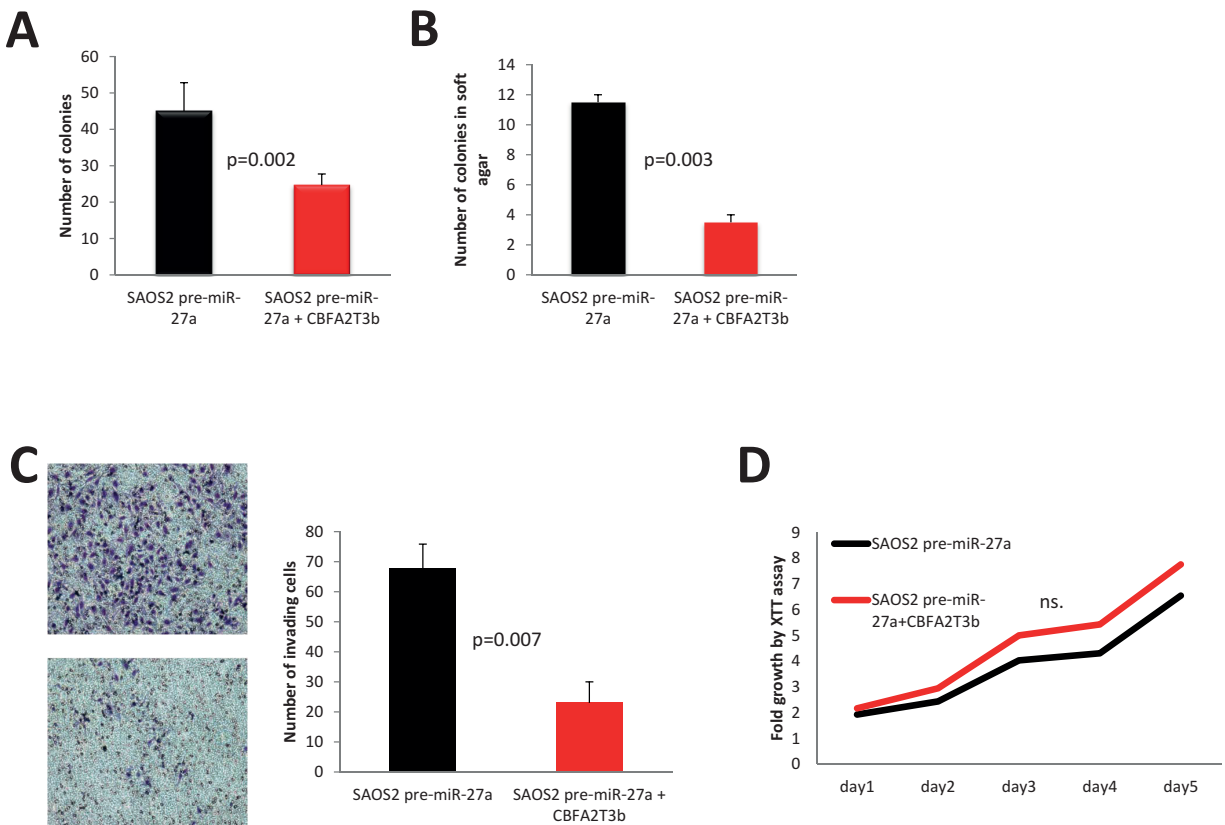 A
Number of colonies
60
50
40
30
20
10
0
p=0.002
SAOS2 pre-miR-
27a
SAOS2 pre-miR-
27a + CBFA2T3b
B
Number of colonies in soft
agar
14
12
10
8
6
4
2
0
p=0.003
SAOS2 pre-miR-
27a
SAOS2 pre-miR-
27a + CBFA2T3b
C
Number of invading cells
80
70
60
50
40
30
20
10
0
p=0.007
SAOS2 pre-miR-27a
SAOS2 pre-miR-27a +
CBFA2T3b
D
Fold growth by XTT assay
9
8
7
6
5
4
3
2
1
0
SAOS2 pre-miR-27a
SAOS2 pre-miR-
27a+CBFA2T3b
ns.
day1
day2
day3
day4
day5